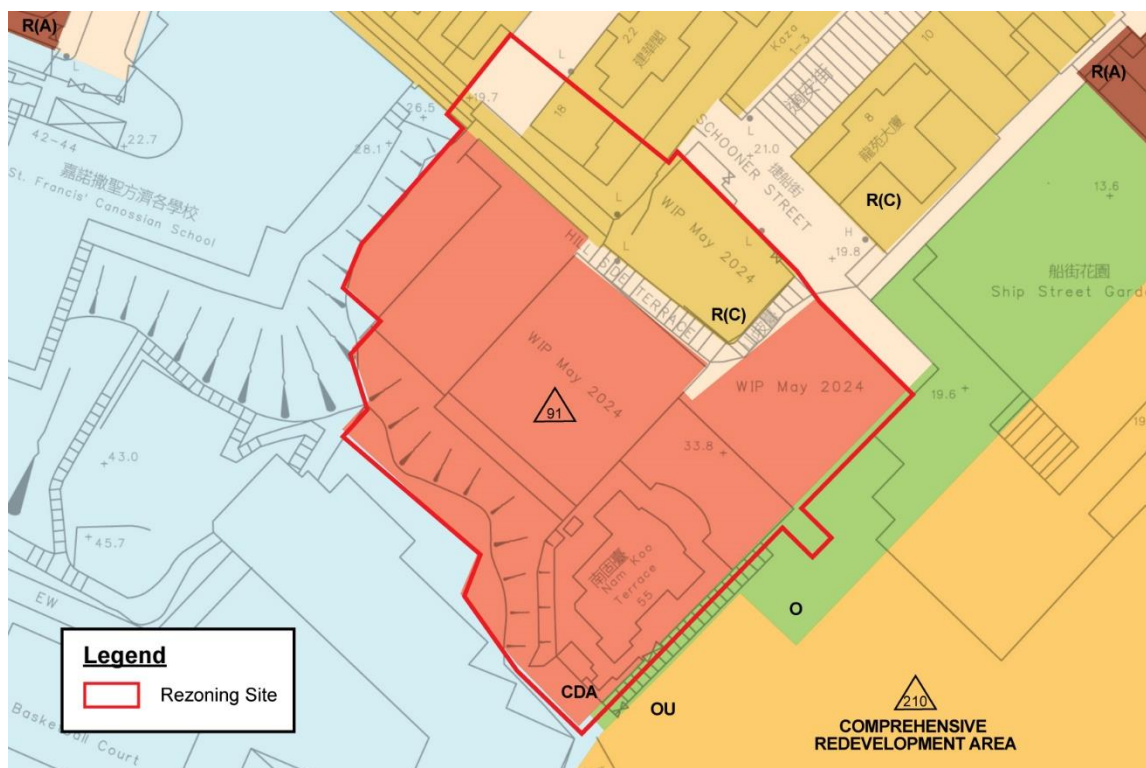 R(A)
L
26.5
19.7
22
建華閣
Kaza
1-3
18
10
R(A)
42-44
22.7
28.1
嘉諾撒聖方濟各學校
St. Francis' Canossian School
L
SCHOONER STREET
捷船街
21.0
8
龍苑大廈
R(C)
13.6
船街花園
Ship Street Garde
WIP May 2024
L
L
L
H
19.8
HILL SIDE TERRACE
R(C)
WIP May 2024
WIP May 2024
91
19.6
19
33.8
43.0
45.7
南固臺
Nam Koo
Terrace
55
EW
O
Legend
Rezoning Site
CDA
OU
210
COMPREHENSIVE
REDEVELOPMENT AREA
Basketball Court